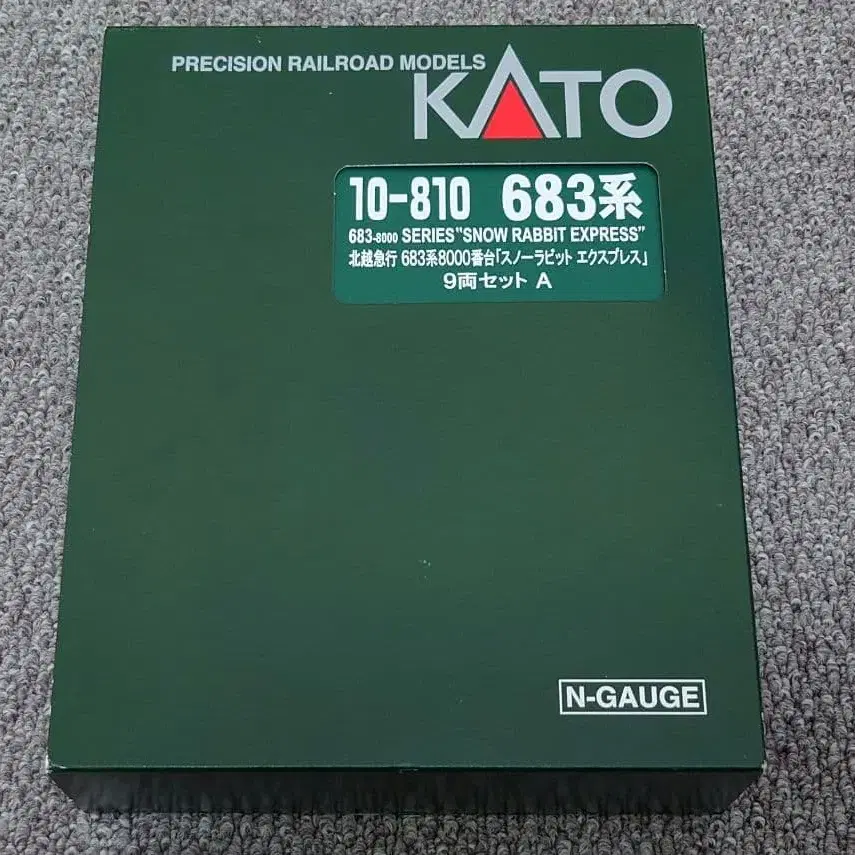 PRECISION RAILROAD MODELS
KATO
10-810 683系
683-8000 SERIES"SNOW RABBIT EXPRESS"
北越急行 683系8000番台「スノーラビット エクスプレス」
9両セット A
N-GAUGE